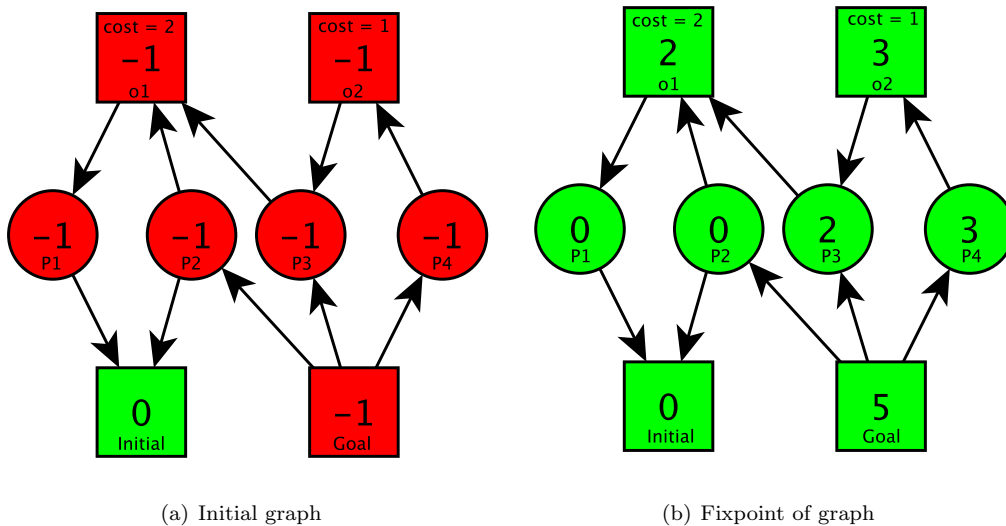 cost = 2
-1
o1
cost = 1
-1
o2
-1
P1
-1
P2
-1
P3
-1
P4
0
Initial
-1
Goal
(a) Initial graph
cost = 2
2
o1
cost = 1
3
o2
0
P1
0
P2
2
P3
3
P4
0
Initial
5
Goal
(b) Fixpoint of graph